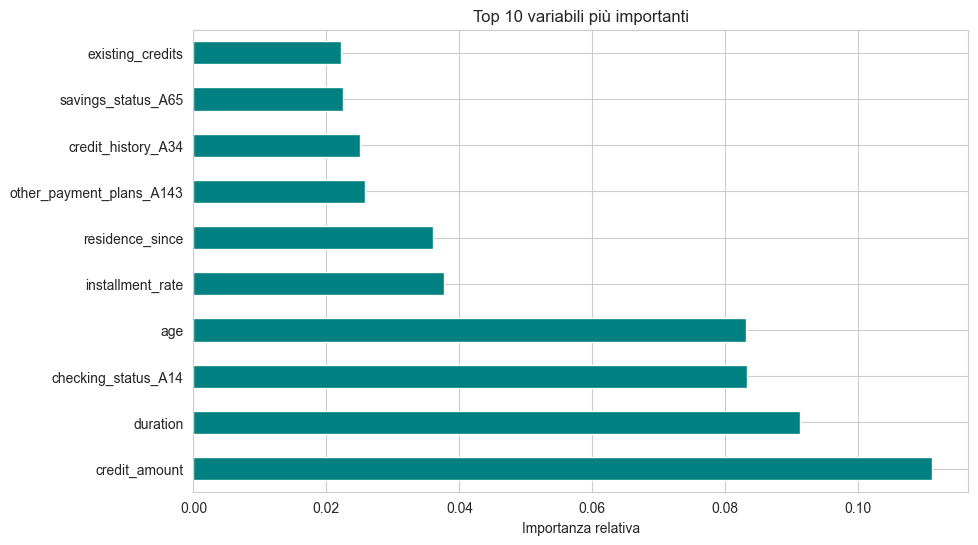 Top 10 variabili più importanti
existing_credits
savings_status_A65
credit_history_A34
other_payment_plans_A143
residence_since
installment_rate
age
checking_status_A14
duration
credit_amount
0.00 0.02 0.04 0.06 0.08 0.10
Importanza relativa